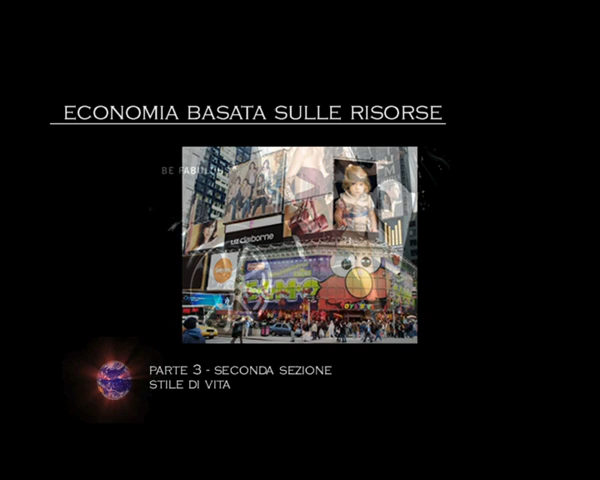 ECONOMIA BASATA SULLE RISORSE
BE FABULOUS
liz claiborne
PARTE 3 - SECONDA SEZIONE
STILE DI VITA